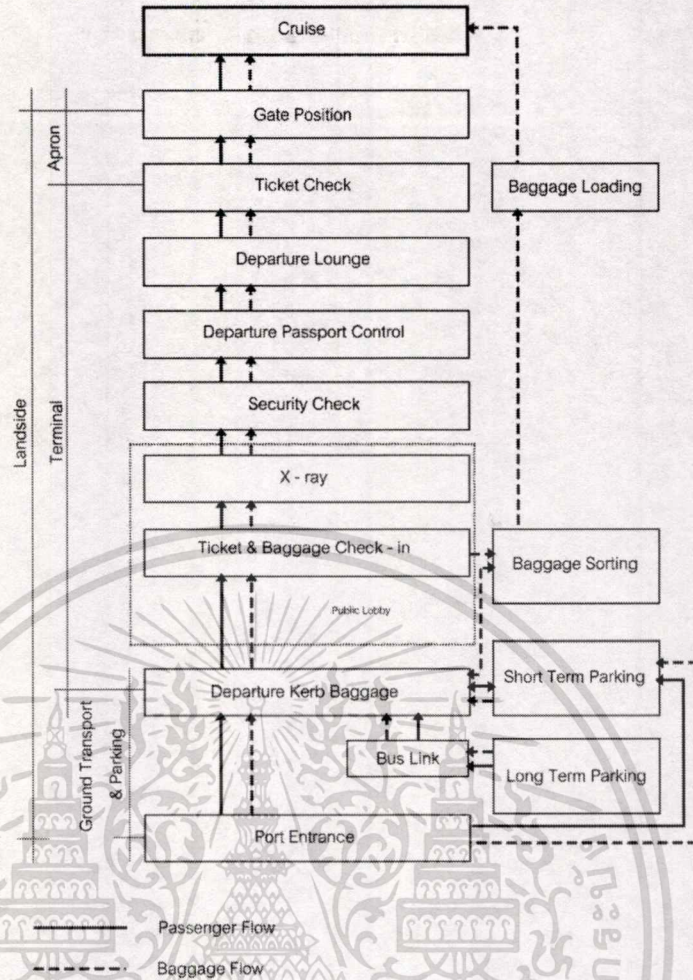 Cruise
Gate Position
Apron
Ticket Check
Baggage Loading
Departure Lounge
Departure Passport Control
Security Check
Landside
Terminal
X - ray
Ticket & Baggage Check - in
Baggage Sorting
Public Lobby
Departure Kerb Baggage
Short Term Parking
Ground Transport
& Parking
Bus Link
Long Term Parking
Port Entrance
Passenger Flow
Baggage Flow